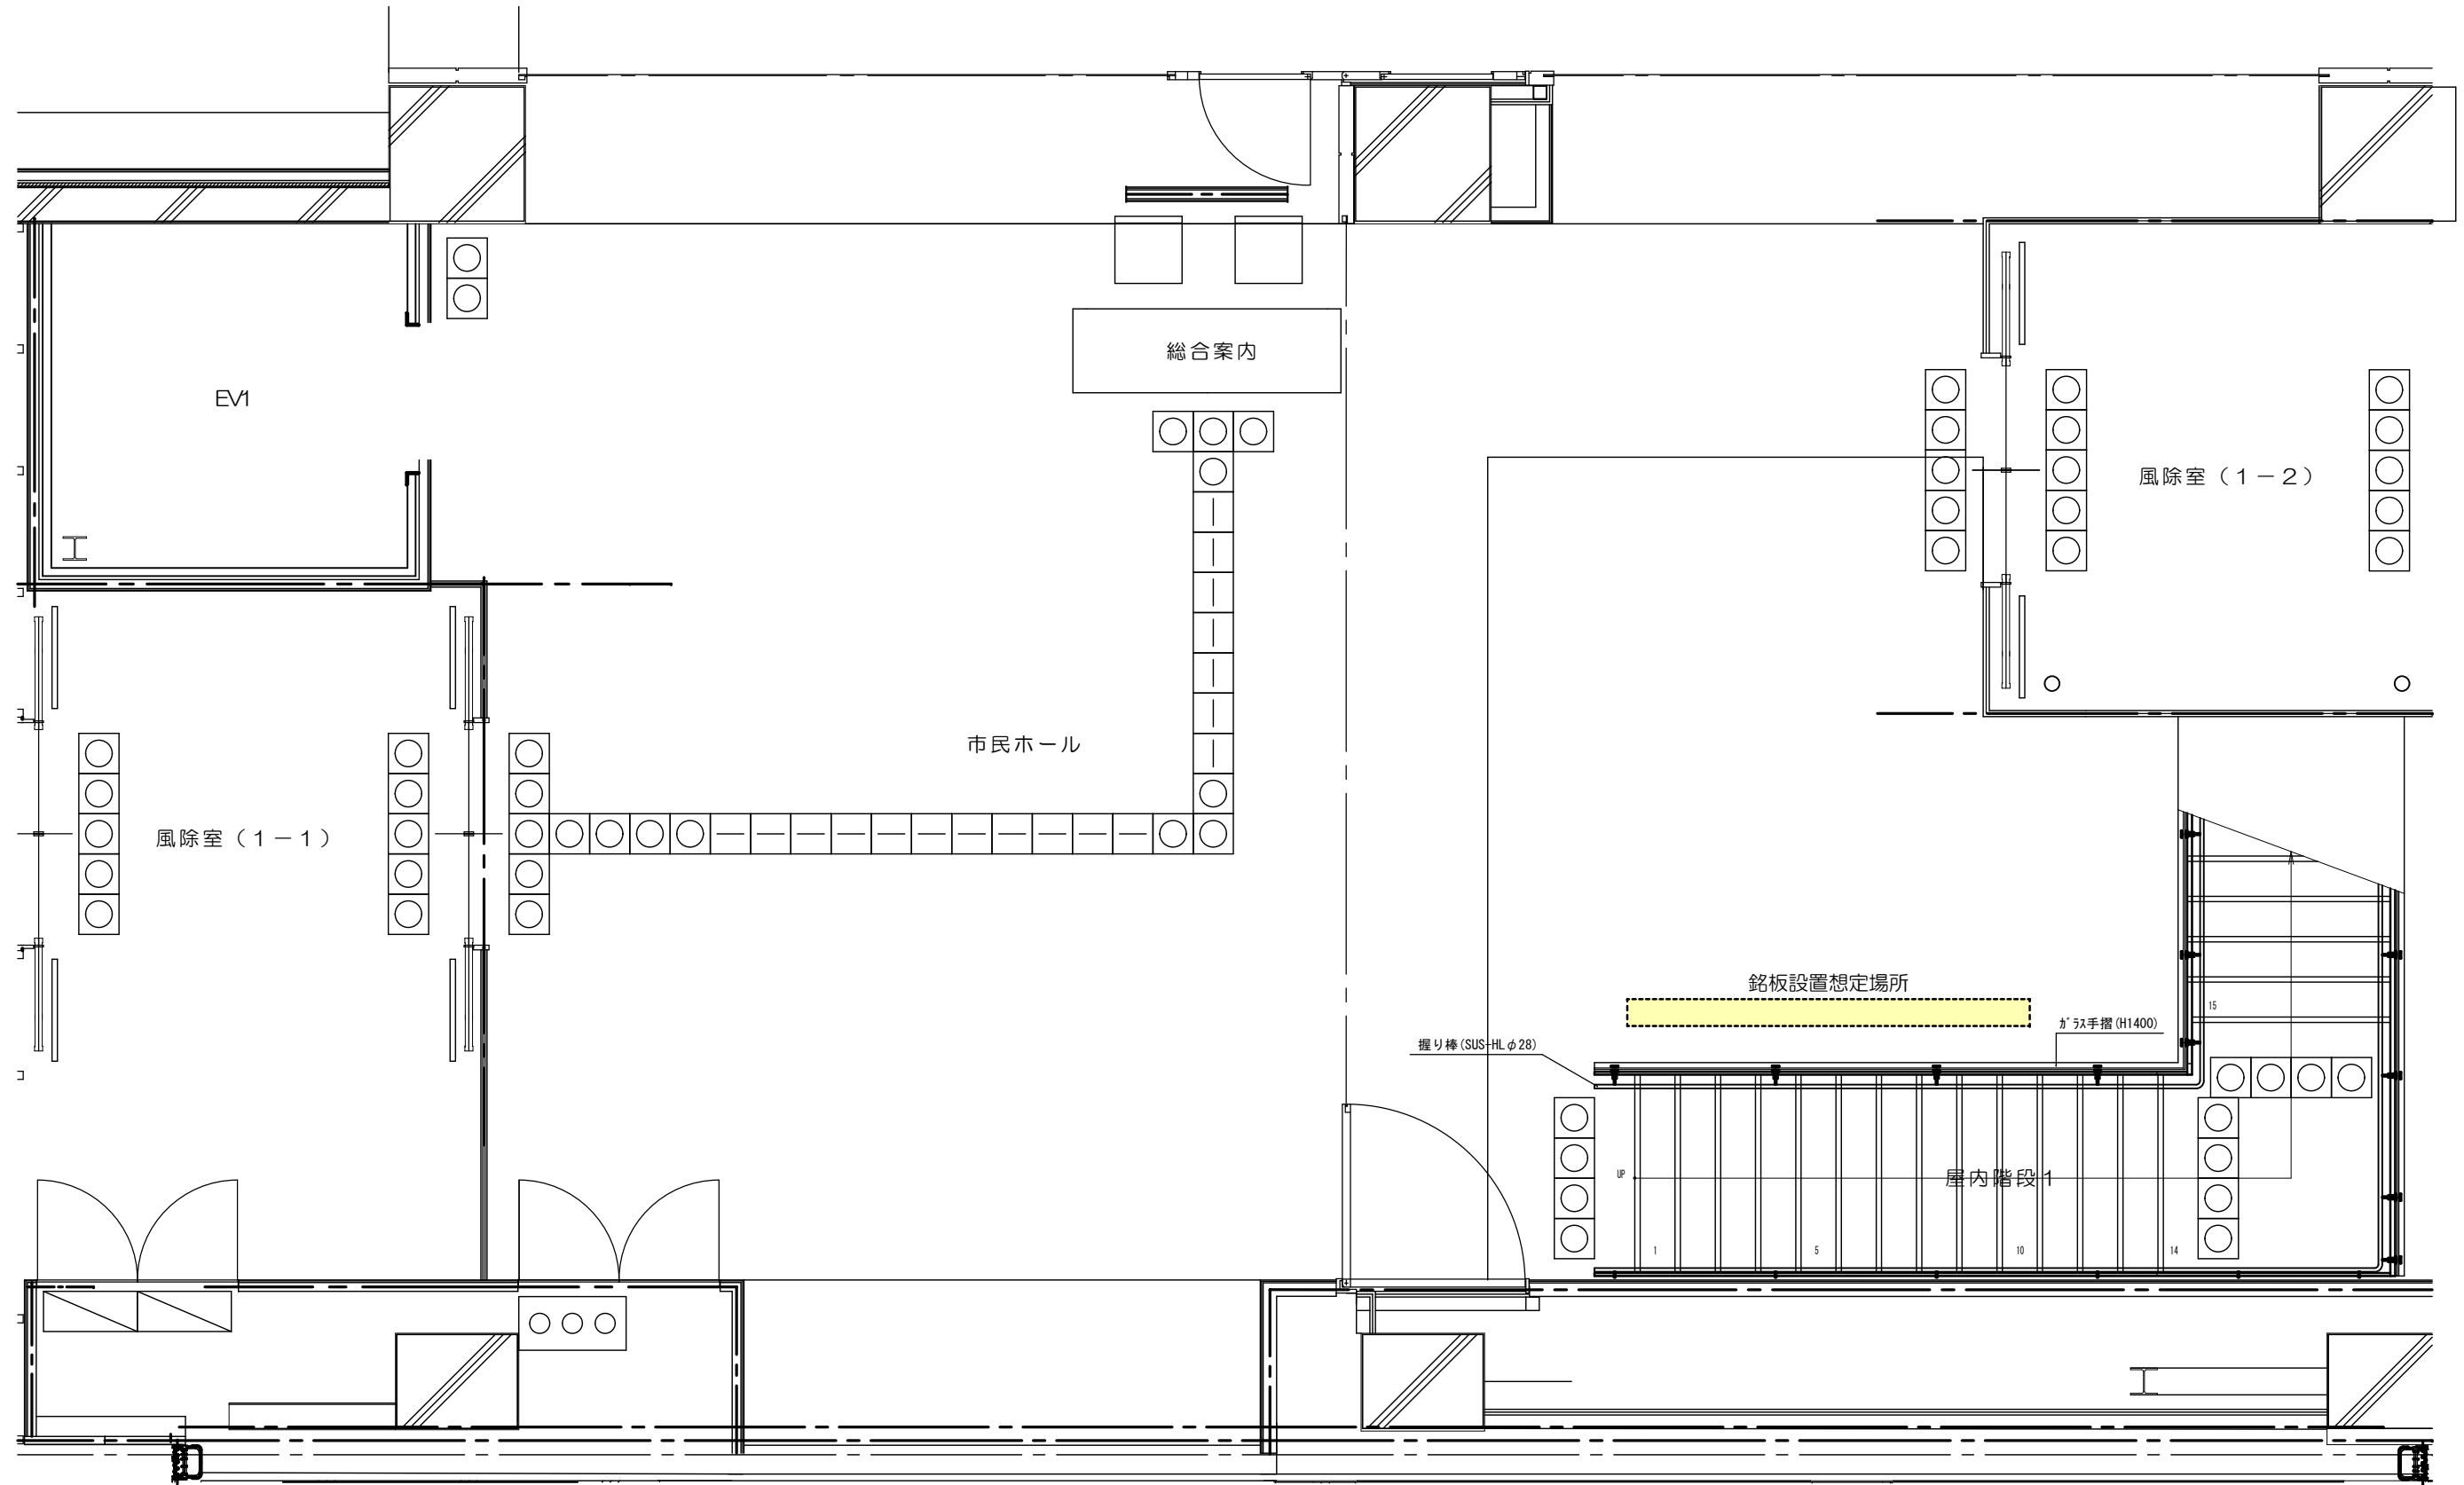 総合案内
EV1
風除室（１－２）
市民ホール
風除室（１－１）
銘板設置想定場所
ｶﾞﾗｽ手摺(H1400)
握り棒(SUS-HLφ28)
15
UP
屋内階段１
1
5
10
14